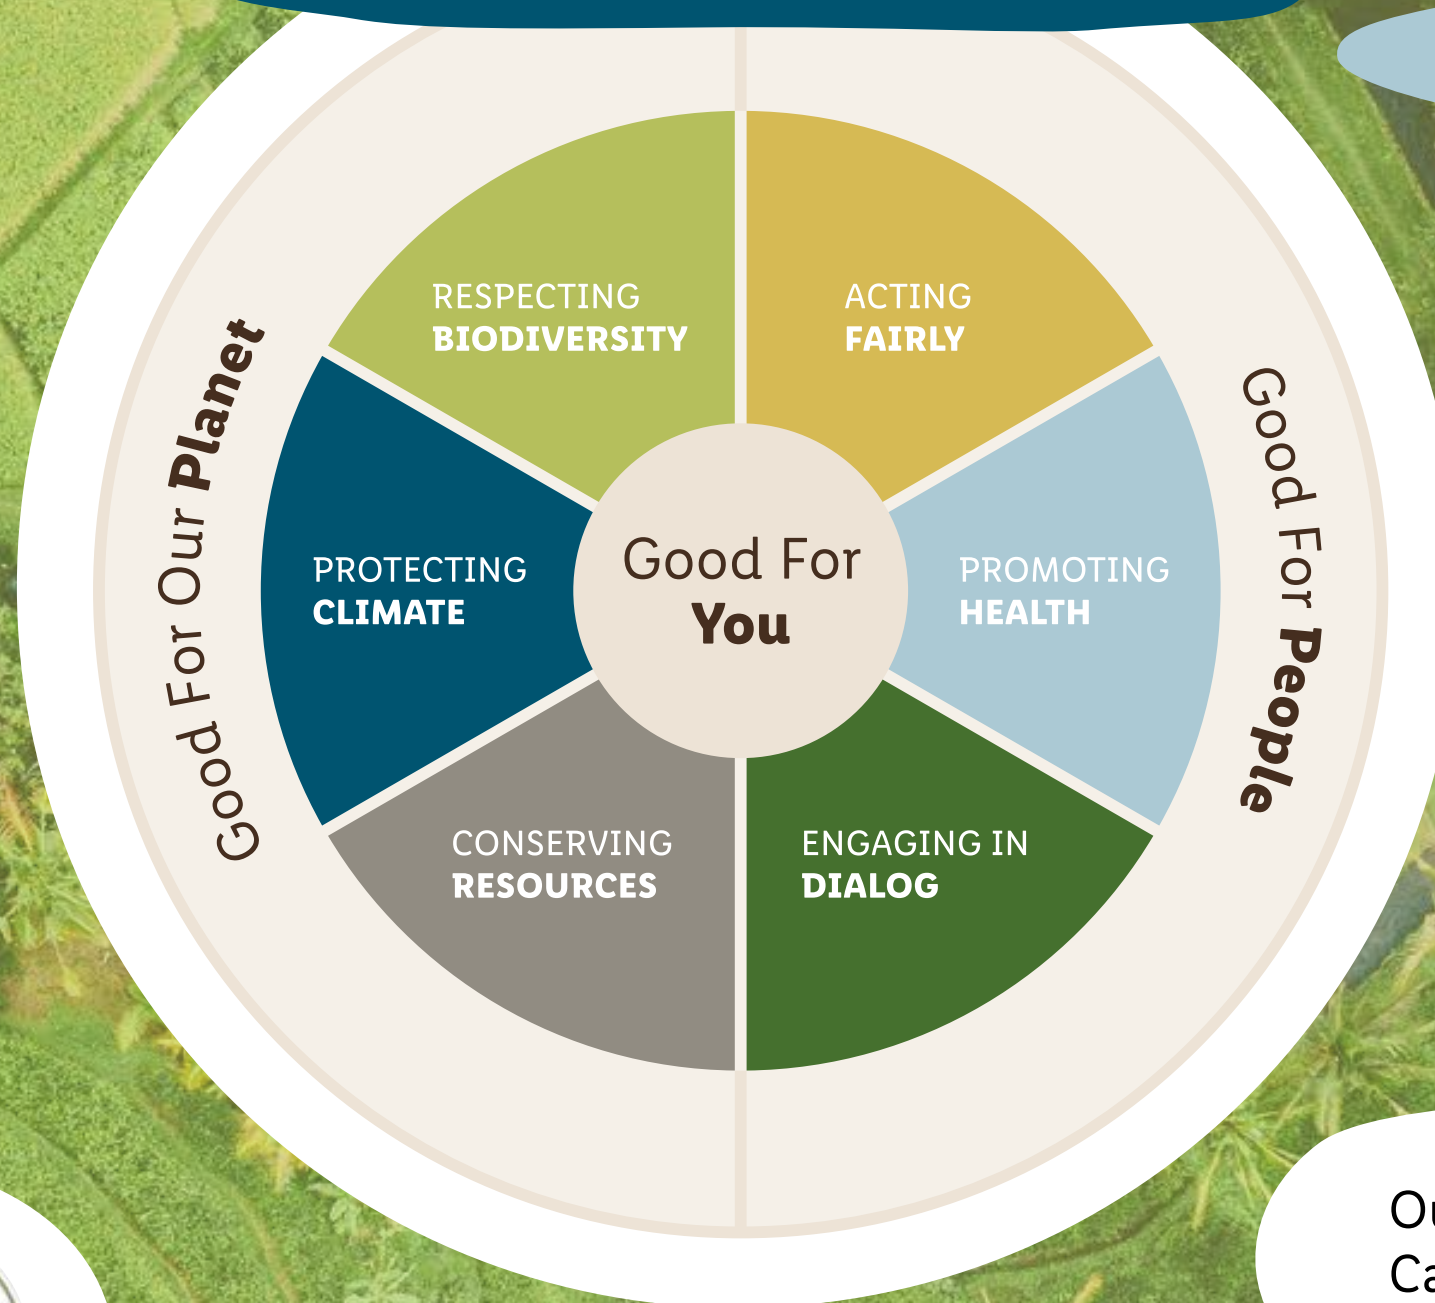 RESPECTING
BIODIVERSITY
ACTING
FAIRLY
Good For Our Planet
PROTECTING
CLIMATE
Good For
You
PROMOTING
HEALTH
Good For People
CONSERVING
RESOURCES
ENGAGING IN
DIALOG